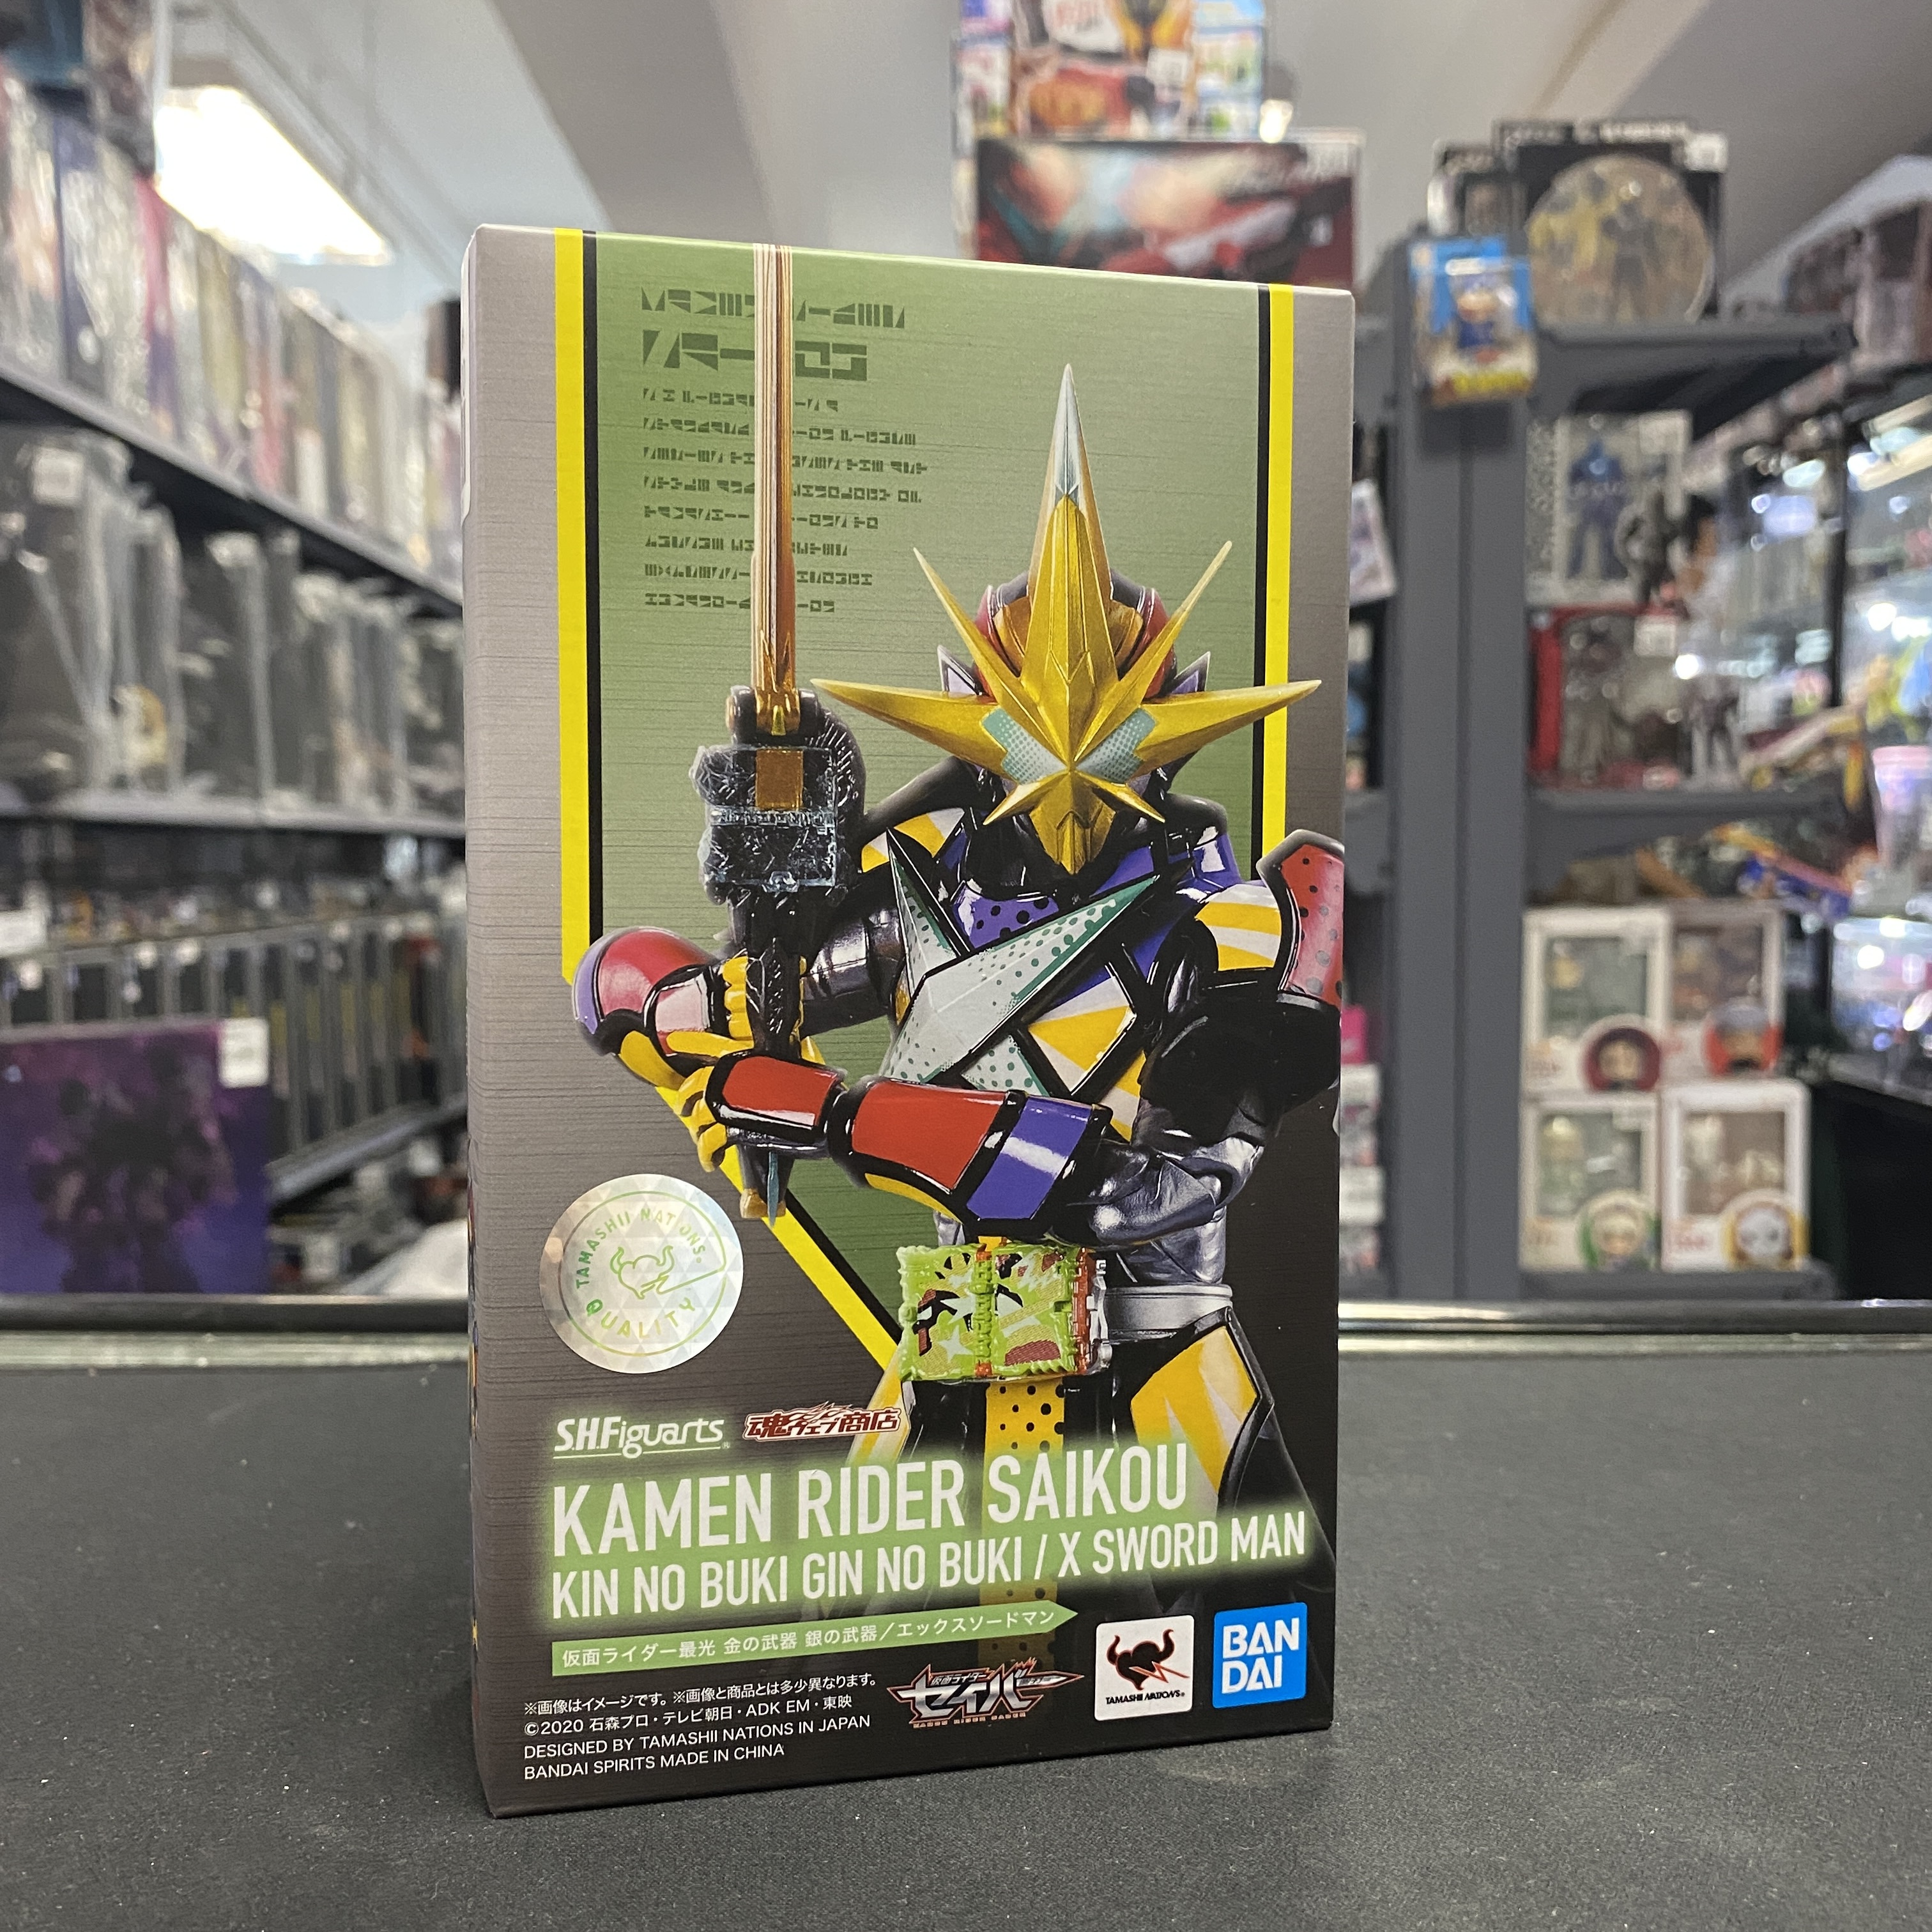 TAMASHII NATIONS
QUALITY
S.H.Figuarts
魂ウェブ商店
KAMEN RIDER SAIKOU
KIN NO BUKI GIN NO BUKI / X SWORD MAN
仮面ライダー最光 金の武器 銀の武器/エックスソードマン
※画像はイメージです。※画像と商品とは多少異なります。
©2020 石森プロ・テレビ朝日・ADK EM・東映
DESIGNED BY TAMASHII NATIONS IN JAPAN
BANDAI SPIRITS MADE IN CHINA
仮面ライダー
セイバー
KAMEN RIDER SABER
TAMASHII NATIONS
BAN
DAI